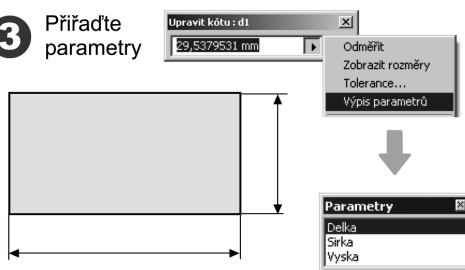 3 Přiřaďte
parametry
Upravit kótu : d1
29,5379531 mm
Odměřit
Zobrazit rozměry
Tolerance...
Výpis parametrů
Parametry
Delka
Sirka
Vyska